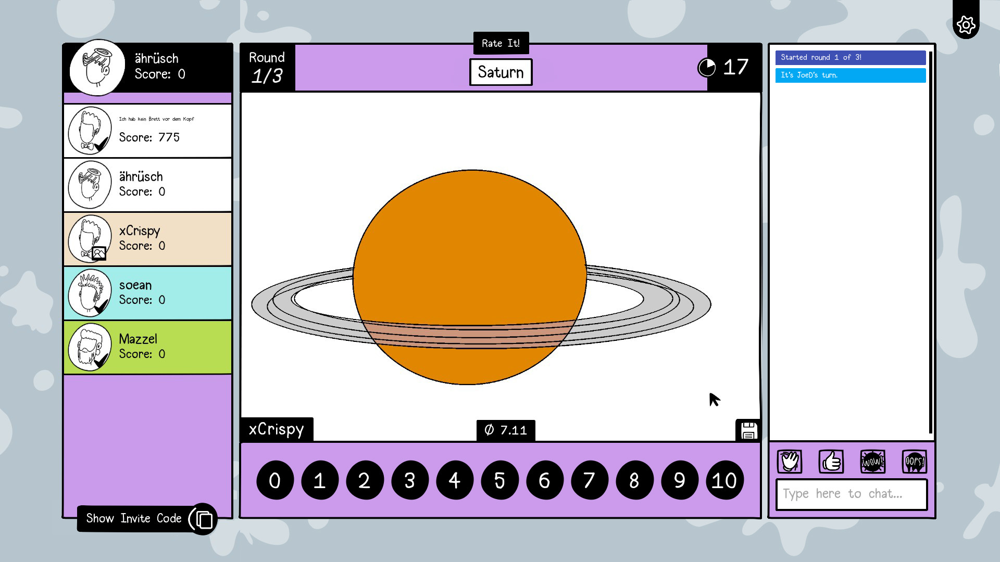 ährüsch
Score: 0
Ich hab kein Brett vor dem Kopf
Score: 775
ährüsch
Score: 0
xCrispy
Score: 0
soean
Score: 0
Mazzel
Score: 0
Show Invite Code
Round
1/3
Rate It!
Saturn
17
xCrispy
Ø 7.11
0 1 2 3 4 5 6 7 8 9 10
Started round 1 of 3!
It's JoeD's turn.
WOW!
OOPS!
Type here to chat...